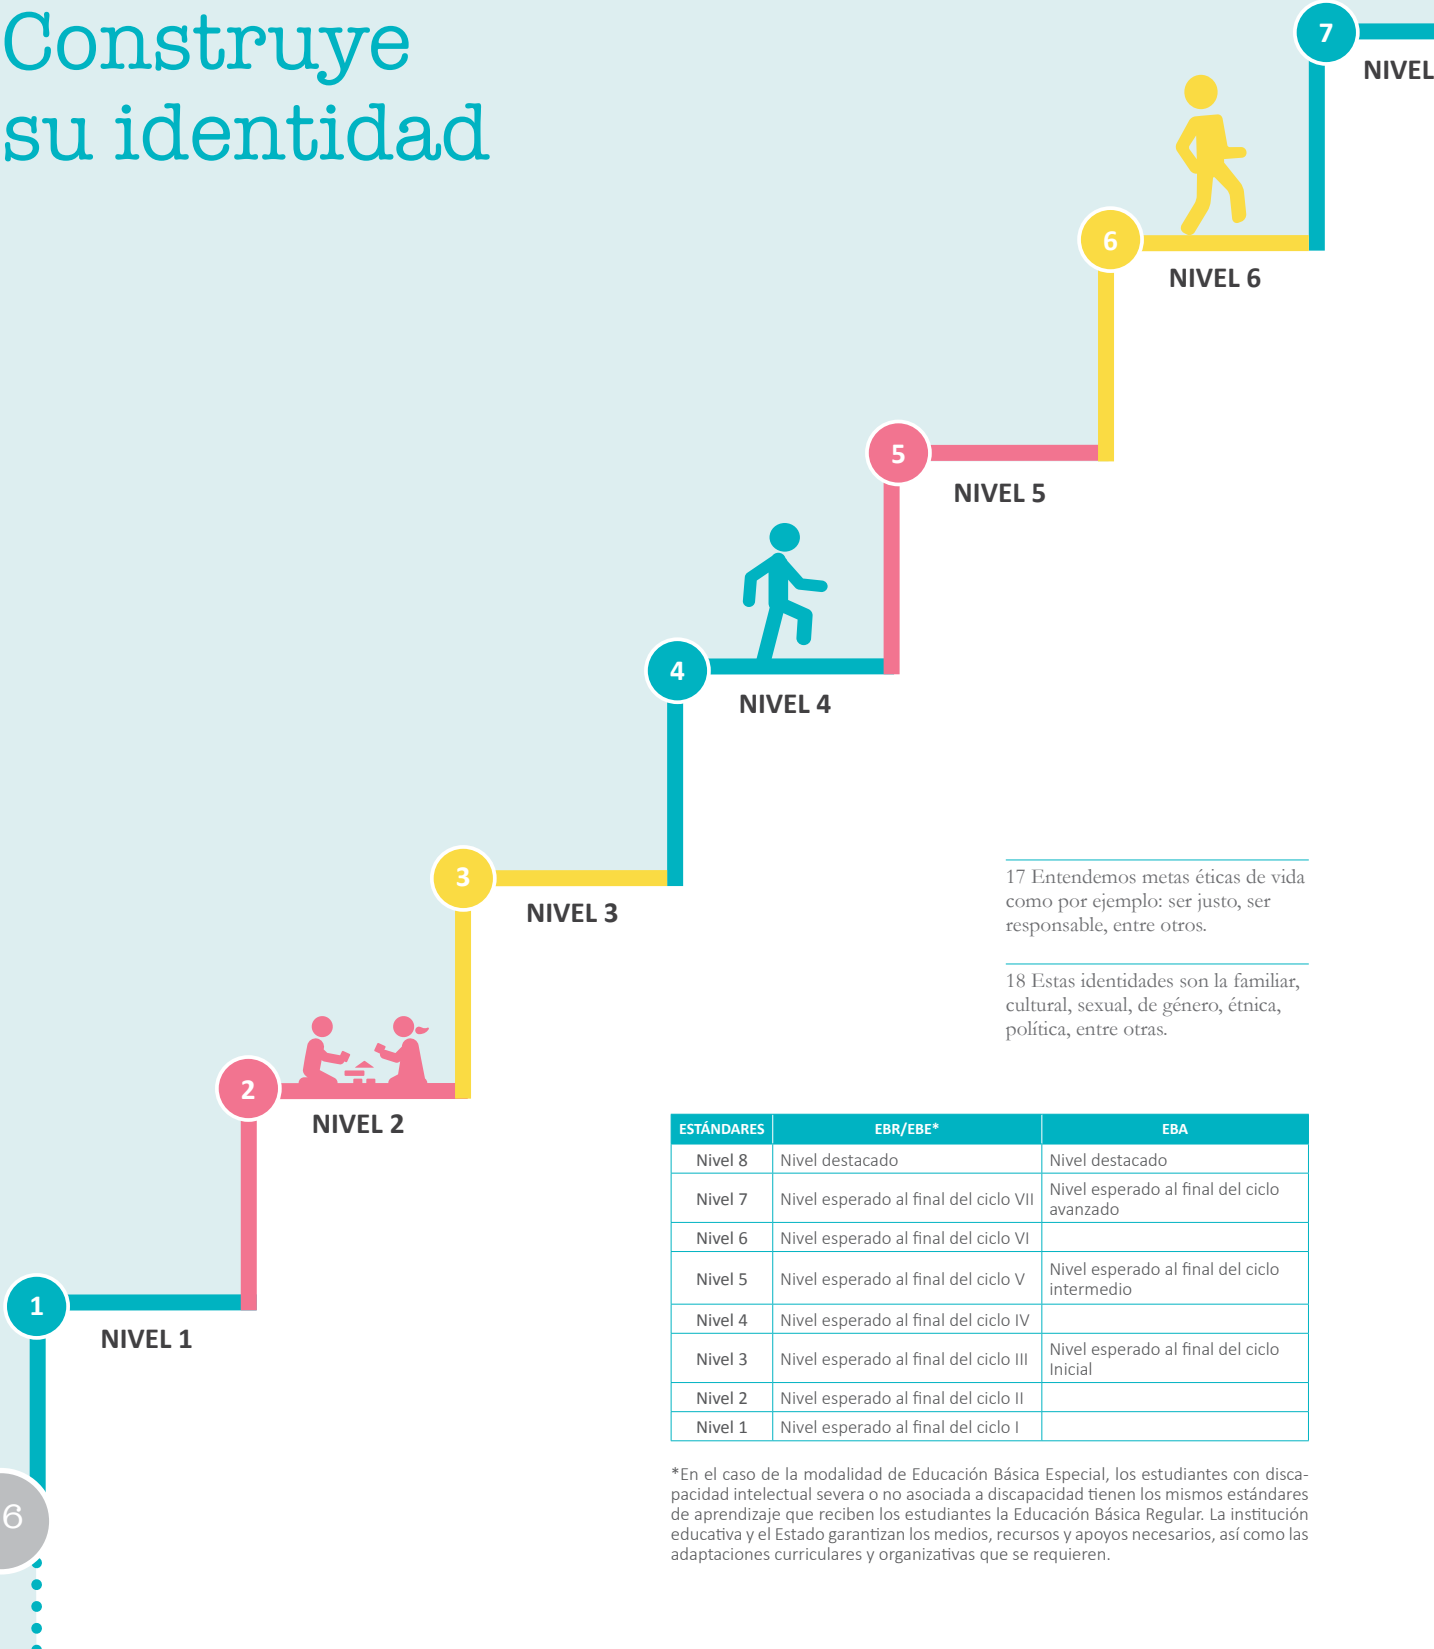 Construye
su identidad
7
NIVEL
6
NIVEL 6
5
NIVEL 5
4
NIVEL 4
3
NIVEL 3
2
NIVEL 2
1
NIVEL 1
17 Entendemos metas éticas de vida
como por ejemplo: ser justo, ser
responsable, entre otros.
18 Estas identidades son la familiar,
cultural, sexual, de género, étnica,
política, entre otras.
ESTÁNDARES EBR/EBE* EBA
Nivel 8 Nivel destacado Nivel destacado
Nivel 7 Nivel esperado al final del ciclo VII Nivel esperado al final del ciclo
avanzado
Nivel 6 Nivel esperado al final del ciclo VI
Nivel 5 Nivel esperado al final del ciclo V Nivel esperado al final del ciclo
intermedio
Nivel 4 Nivel esperado al final del ciclo IV
Nivel 3 Nivel esperado al final del ciclo III Nivel esperado al final del ciclo
Inicial
Nivel 2 Nivel esperado al final del ciclo II
Nivel 1 Nivel esperado al final del ciclo I
*En el caso de la modalidad de Educación Básica Especial, los estudiantes con disca-
pacidad intelectual severa o no asociada a discapacidad tienen los mismos estándares
de aprendizaje que reciben los estudiantes la Educación Básica Regular. La institución
educativa y el Estado garantizan los medios, recursos y apoyos necesarios, así como las
adaptaciones curriculares y organizativas que se requieren.
6